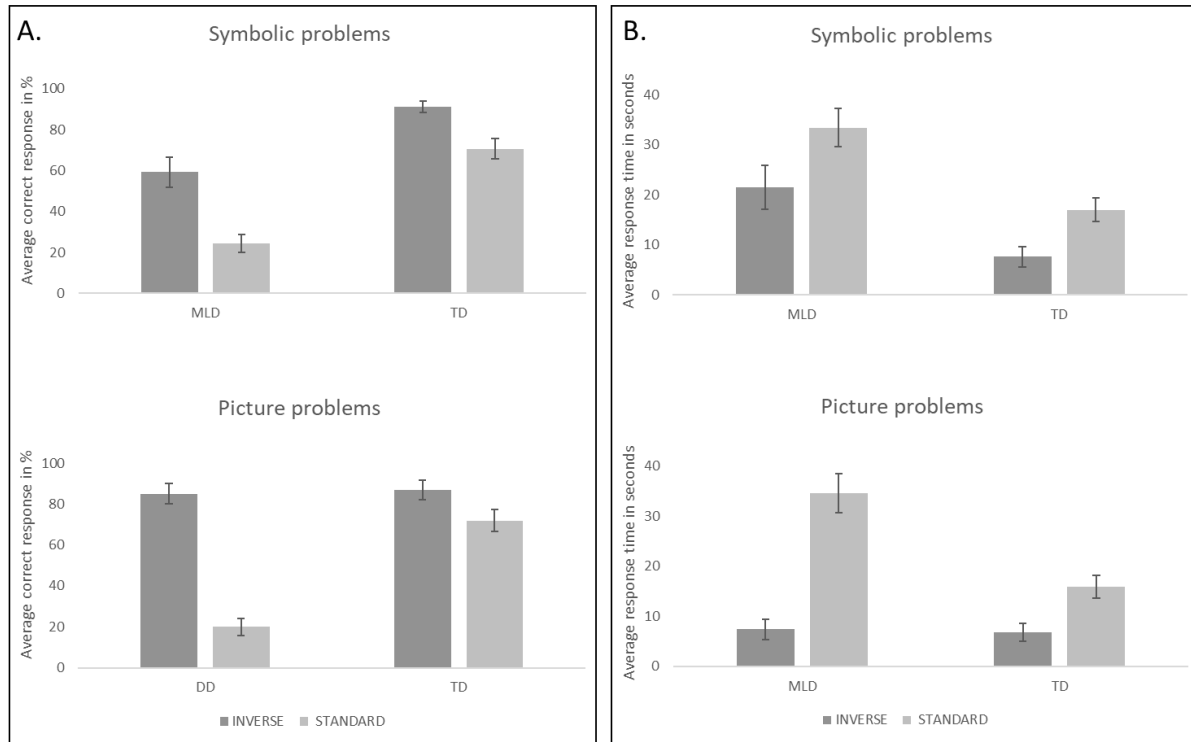 A.
Symbolic problems
Average correct response in %
100
80
60
40
20
0
MLD TD
Picture problems
Average correct response in %
100
80
60
40
20
0
DD TD
INVERSE STANDARD
B.
Symbolic problems
Average response time in seconds
40
30
20
10
0
MLD TD
Picture problems
Average response time in seconds
40
30
20
10
0
MLD TD
INVERSE STANDARD